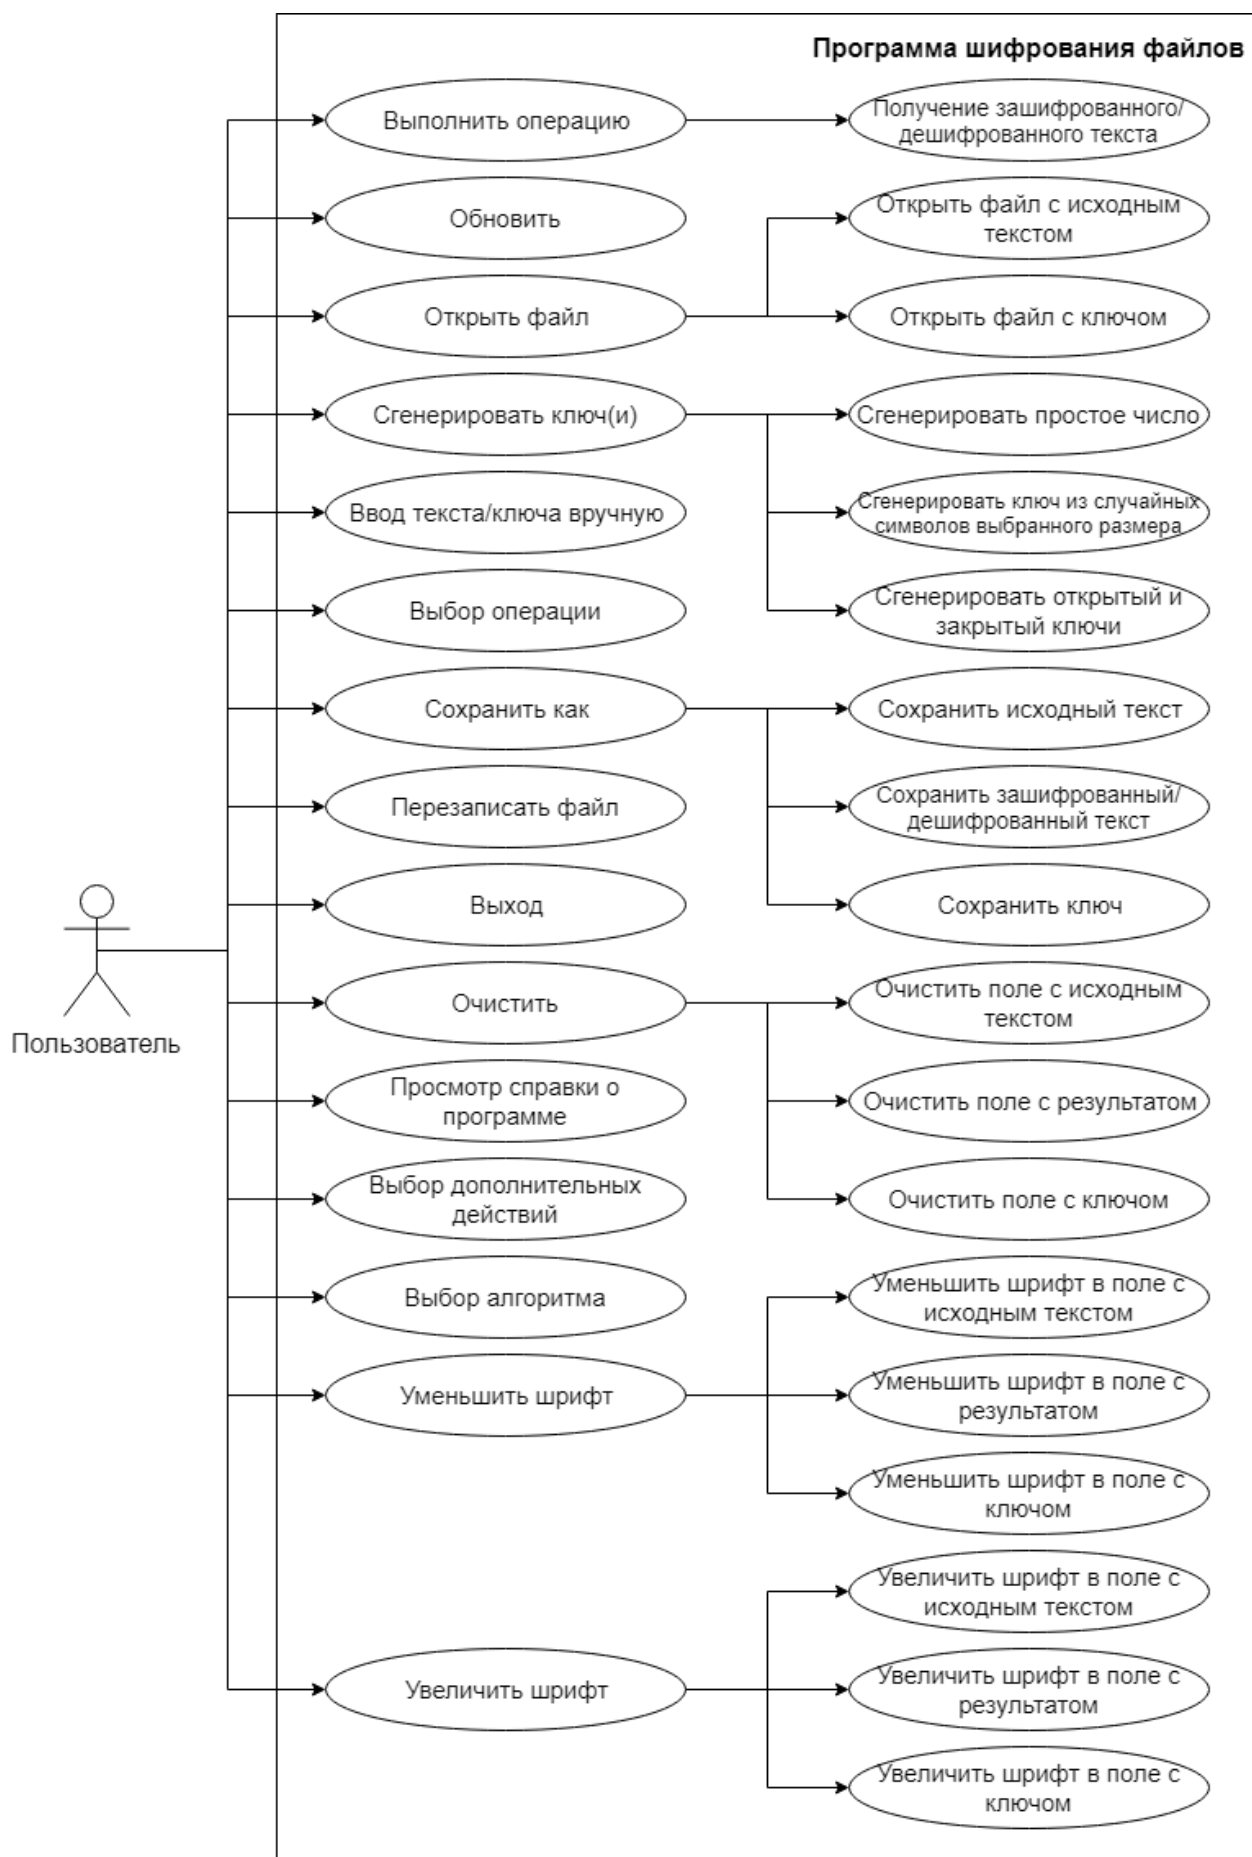 Программа шифрования файлов
Выполнить операцию
Получение зашифрованного/
дешифрованного текста
Обновить
Открыть файл с исходным
текстом
Открыть файл
Открыть файл с ключом
Сгенерировать ключ(и)
Сгенерировать простое число
Ввод текста/ключа вручную
Сгенерировать ключ из случайных
символов выбранного размера
Выбор операции
Сгенерировать открытый и
закрытый ключи
Сохранить как
Сохранить исходный текст
Перезаписать файл
Сохранить зашифрованный/
дешифрованный текст
Выход
Сохранить ключ
Пользователь
Очистить
Очистить поле с исходным
текстом
Просмотр справки о
программе
Очистить поле с результатом
Выбор дополнительных
действий
Очистить поле с ключом
Выбор алгоритма
Уменьшить шрифт в поле с
исходным текстом
Уменьшить шрифт
Уменьшить шрифт в поле с
результатом
Уменьшить шрифт в поле с
ключом
Увеличить шрифт в поле с
исходным текстом
Увеличить шрифт
Увеличить шрифт в поле с
результатом
Увеличить шрифт в поле с
ключом